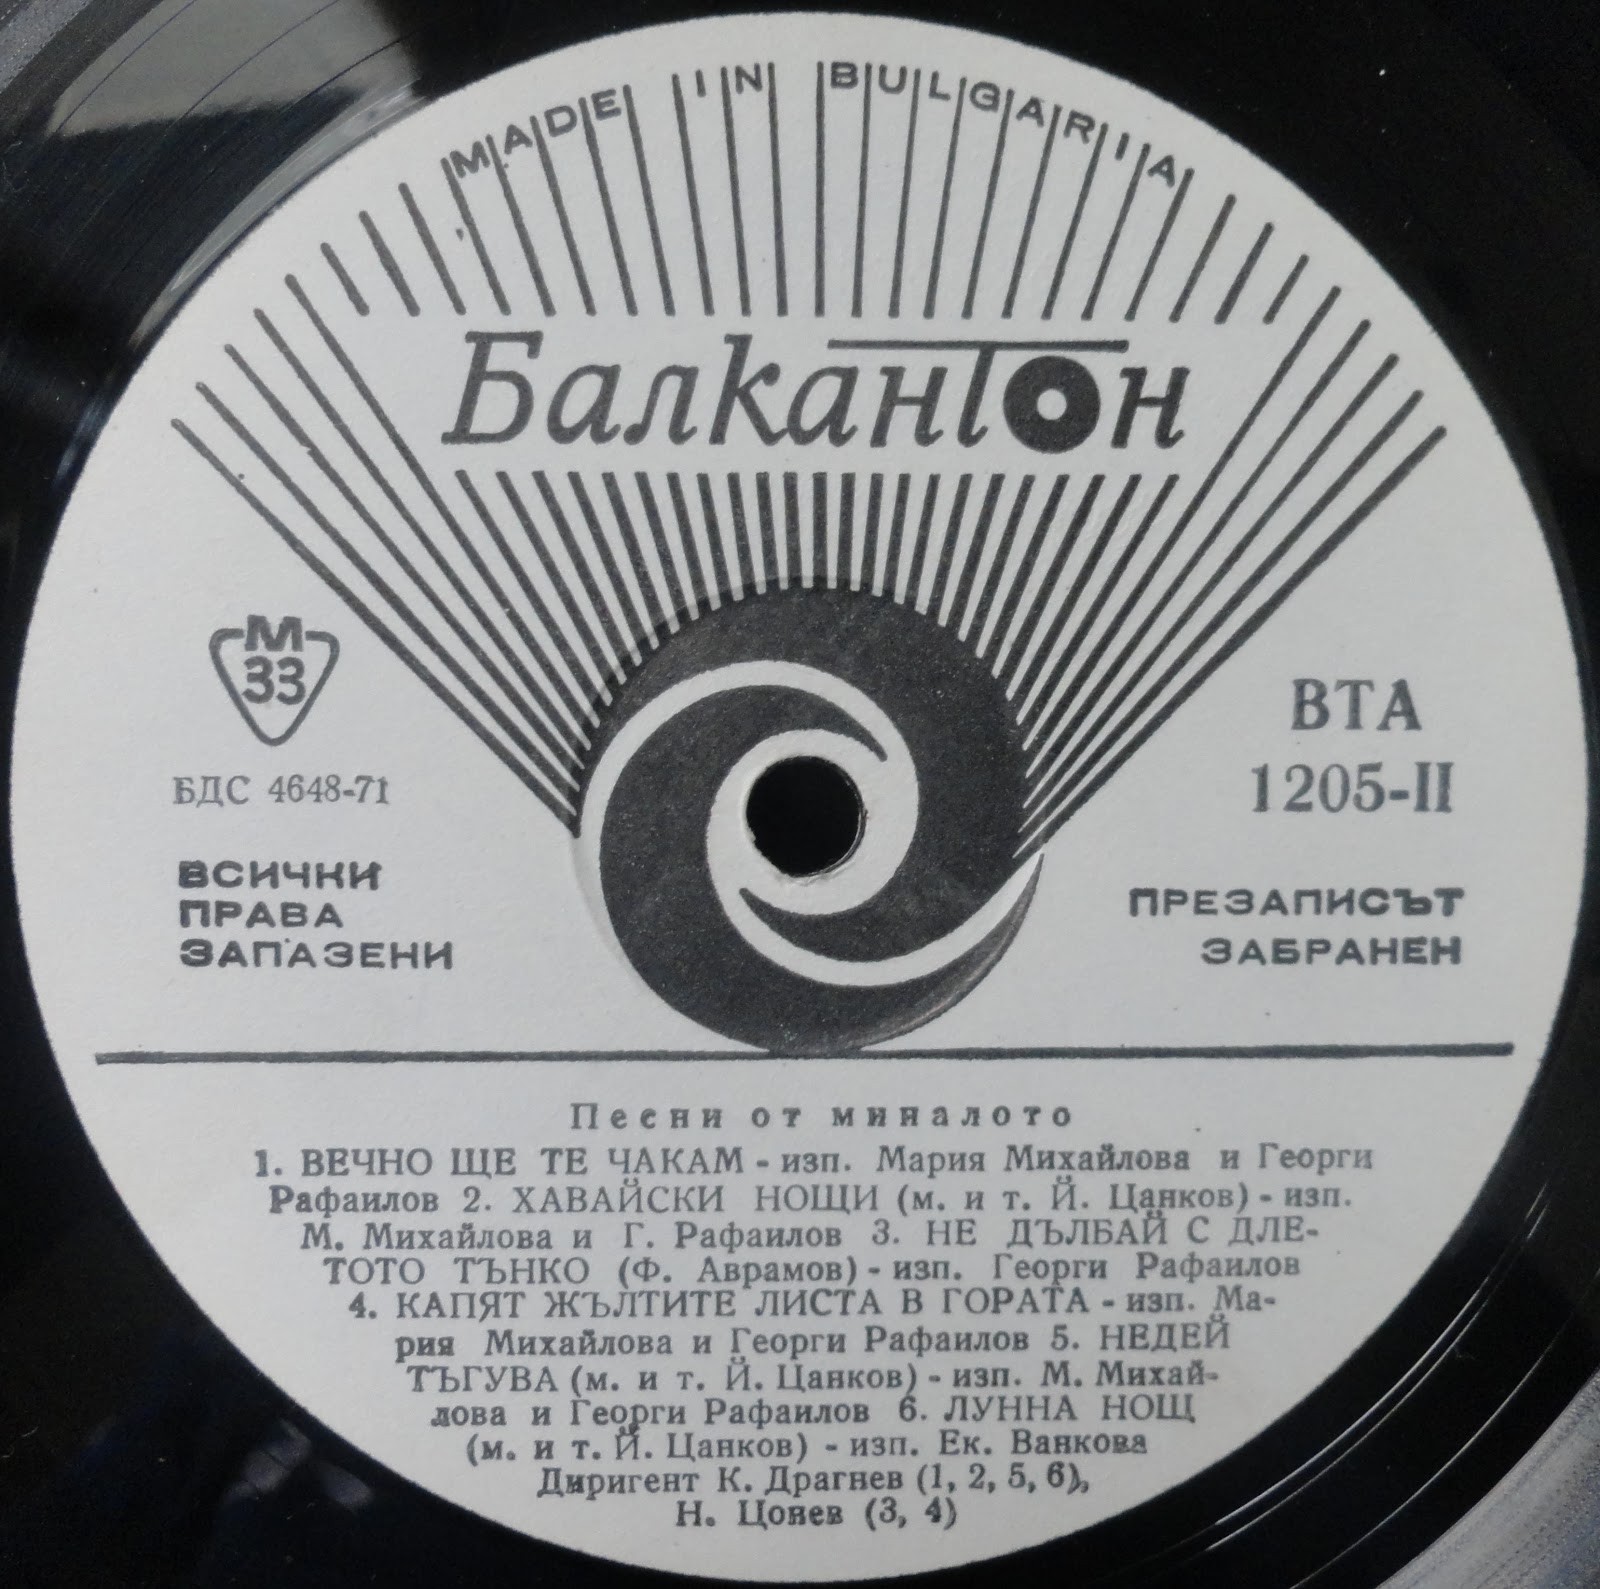 MADE IN BULGARIA
Балкантон
М
33
БДС 4648-71
ВСИЧКИ
ПРАВА
ЗАПАЗЕНИ
ВТА
1205-II
ПРЕЗАПИСЪТ
ЗАБРАНЕН
Песни от миналото
1. ВЕЧНО ЩЕ ТЕ ЧАКАМ - изп. Мария Михайлова и Георги
Рафаилов 2. ХАВАЙСКИ НОЩИ (м. и т. Й. Цанков) - изп.
М. Михайлова и Г. Рафаилов 3. НЕ ДЪЛБАЙ С ДЛЕ-
ТОТО ТЪНКО (Ф. Аврамов) - изп. Георги Рафаилов
4. КАПЯТ ЖЪЛТИТЕ ЛИСТА В ГОРАТА - изп. Ма-
рия Михайлова и Георги Рафаилов 5. НЕДЕЙ
ТЪГУВА (м. и т. Й. Цанков) - изп. М. Михай-
лова и Георги Рафаилов 6. ЛУННА НОЩ
(м. и т. Й. Цанков) - изп. Ек. Ванкова
Диригент К. Драгнев (1, 2, 5, 6),
Н. Цонев (3, 4)